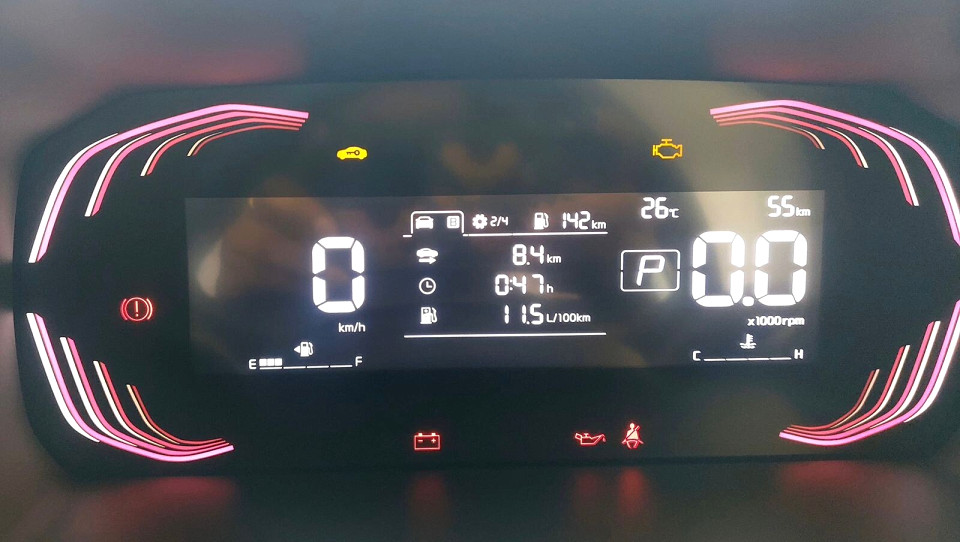 26°C 55km
B 2/4 142km
8.4km
0:47h
11.5L/100km
0 km/h
P 0.0
x1000rpm
E F
C H